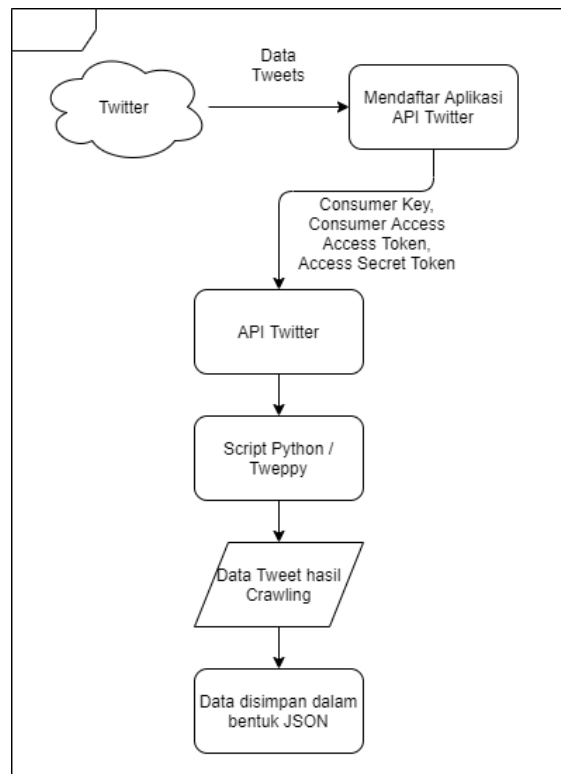 Data
Tweets
Twitter
Mendaftar Aplikasi
API Twitter
Consumer Key,
Consumer Access
Access Token,
Access Secret Token
API Twitter
Script Python /
Tweppy
Data Tweet hasil
Crawling
Data disimpan dalam
bentuk JSON